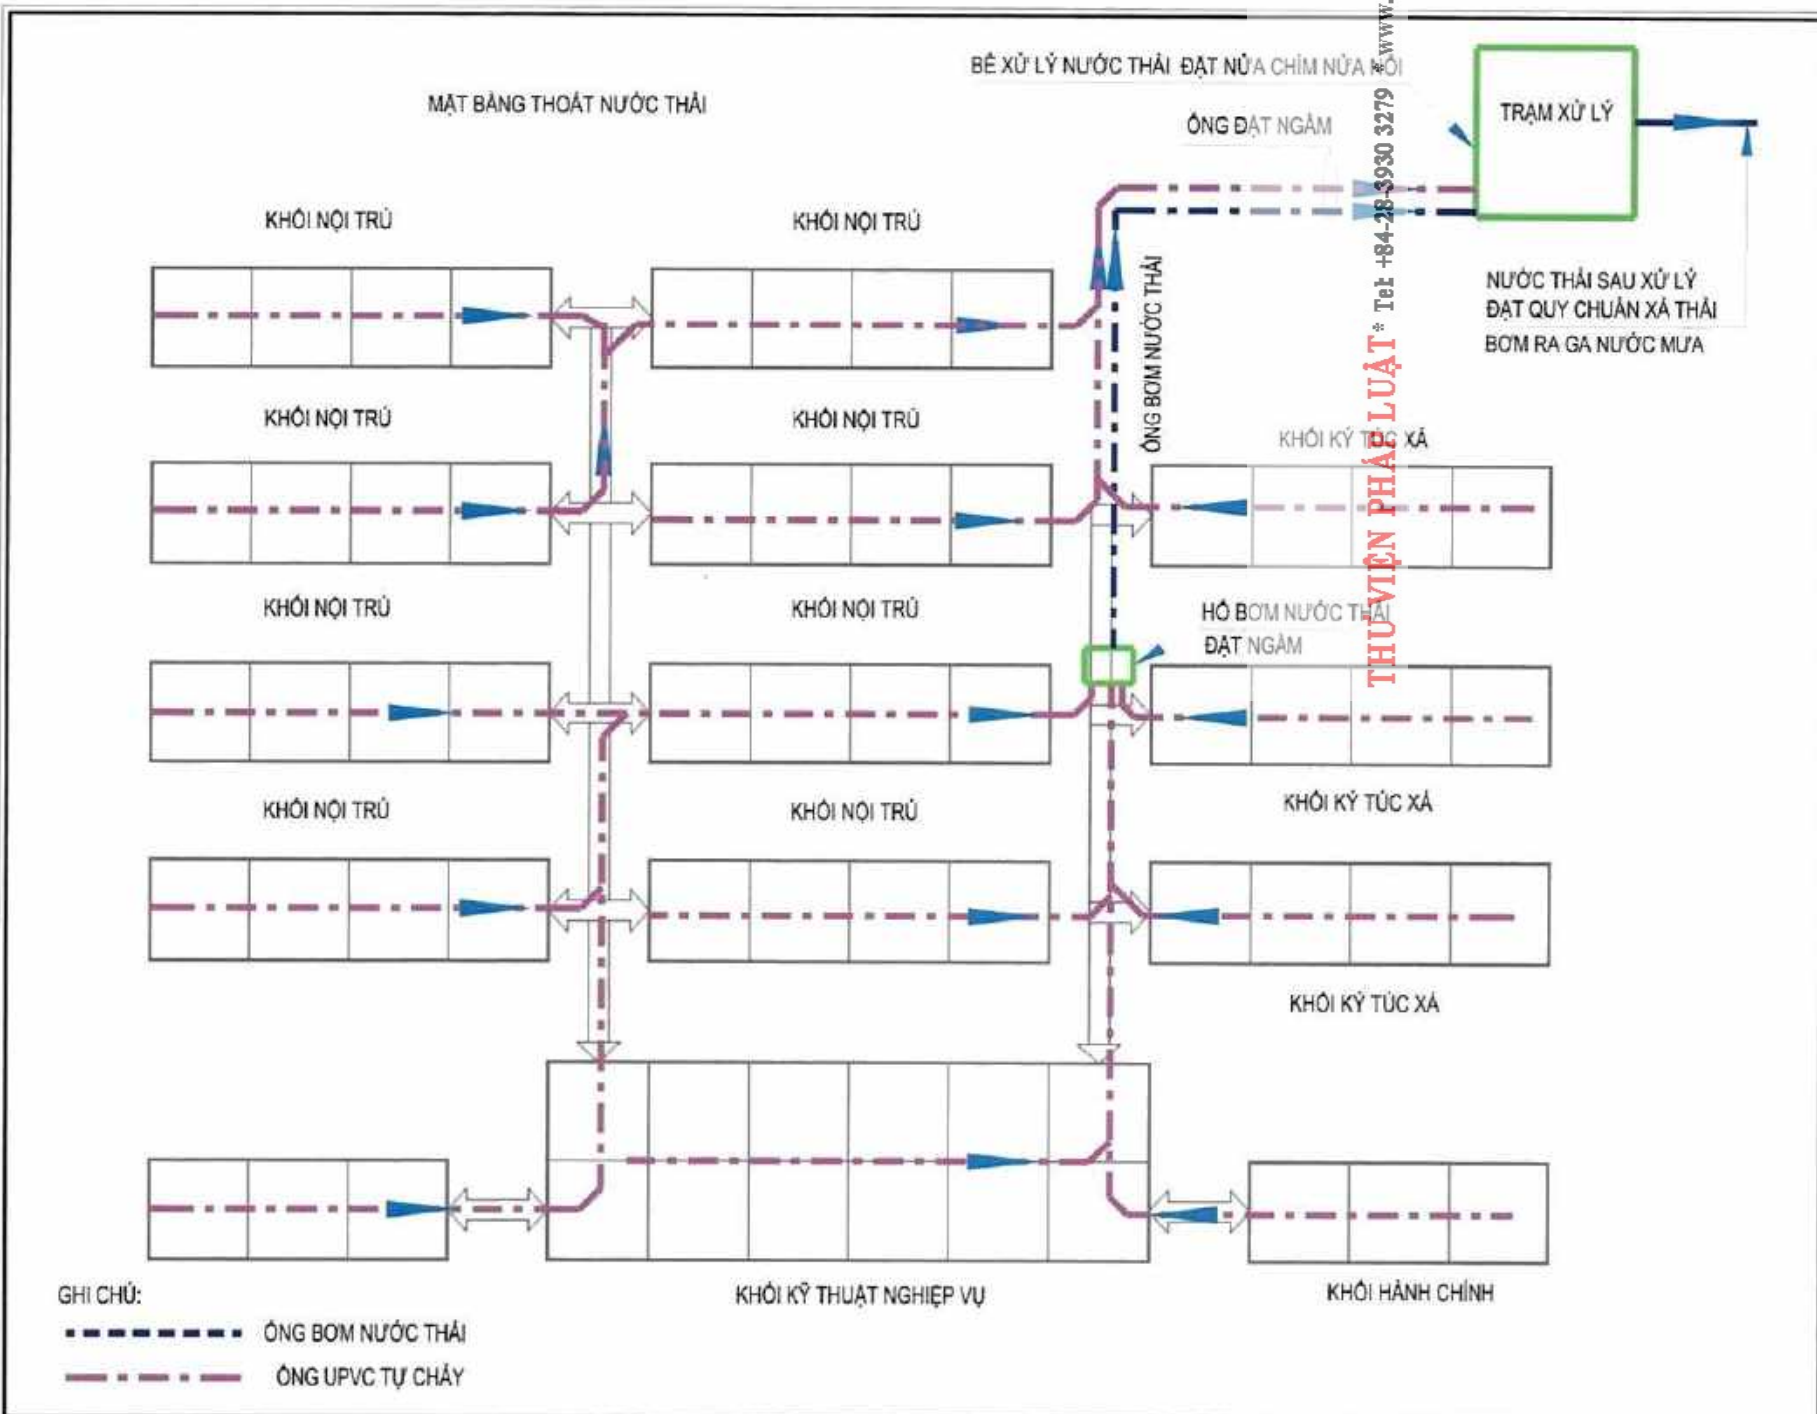 BỂ XỬ LÝ NƯỚC THẢI ĐẶT NỬA CHÌM NỬA NỔI
MẶT BẰNG THOÁT NƯỚC THẢI
TRẠM XỬ LÝ
ỐNG ĐẶT NGẦM
KHỐI NỘI TRÚ
KHỐI NỘI TRÚ
NƯỚC THẢI SAU XỬ LÝ
ĐẠT QUY CHUẨN XẢ THẢI
BƠM RA GA NƯỚC MƯA
ỐNG BƠM NƯỚC THẢI
THƯ VIỆN PHÁP LUẬT * Tel: +84-28-3930 3279 * www.
KHỐI NỘI TRÚ
KHỐI NỘI TRÚ
KHỐI KÝ TÚC XÁ
KHỐI NỘI TRÚ
KHỐI NỘI TRÚ
HỐ BƠM NƯỚC THẢI
ĐẶT NGẦM
KHỐI NỘI TRÚ
KHỐI NỘI TRÚ
KHỐI KÝ TÚC XÁ
KHỐI KÝ TÚC XÁ
KHỐI KỸ THUẬT NGHIỆP VỤ
KHỐI HÀNH CHÍNH
GHI CHÚ:
ỐNG BƠM NƯỚC THẢI
ỐNG UPVC TỰ CHẢY